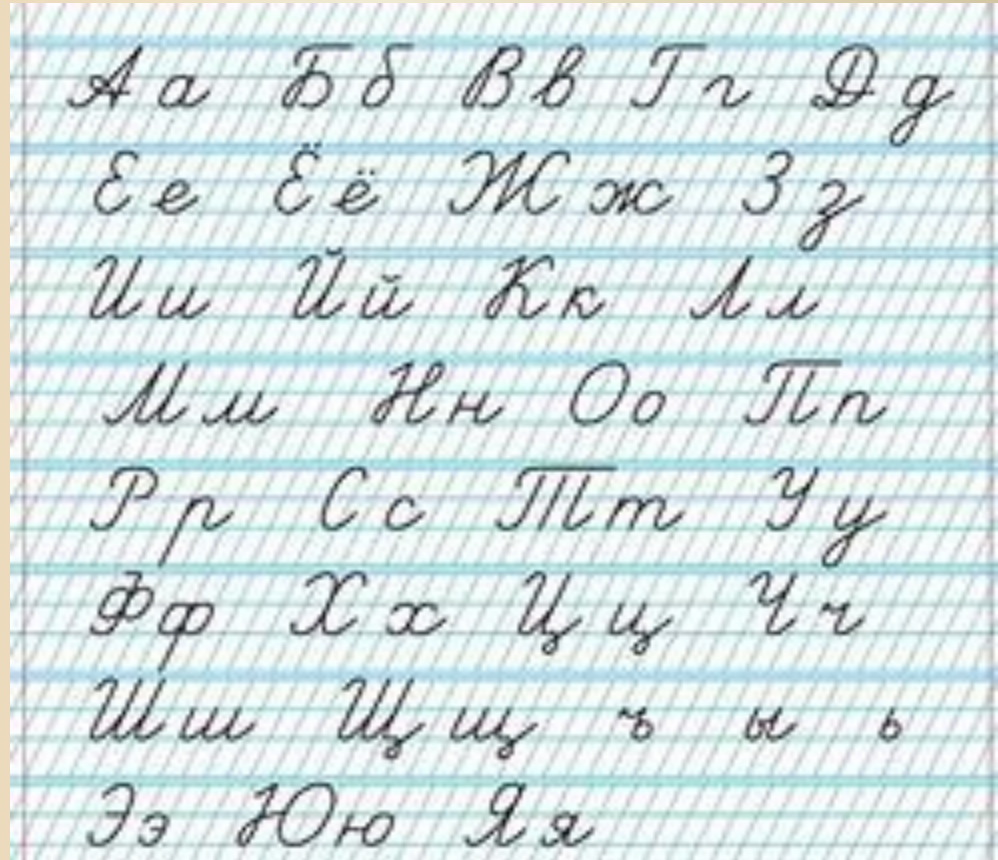 Аа Бб Вв Гг Дд
Ее Ёё Жж Зз
Ии Йй Кк Лл
Мм Нн Оо Пп
Рр Сс Тт Уу
Фф Хх Цц Чч
Шш Щщ ъ ы ь
Ээ Юю Яя